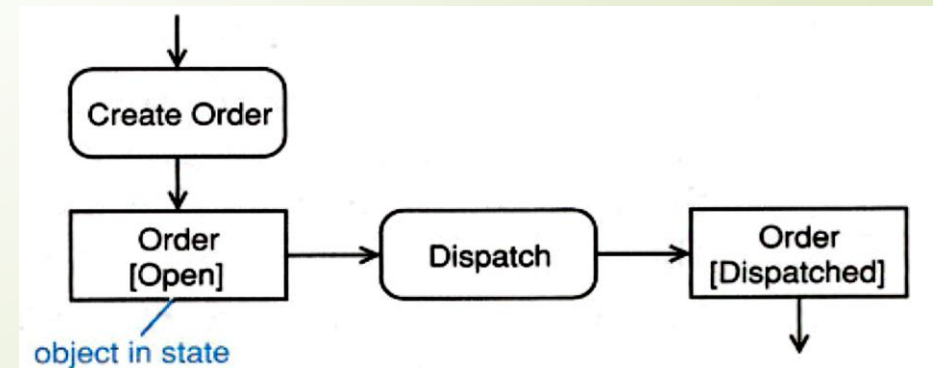 Create Order
Order
[Open]
Dispatch
Order
[Dispatched]
object in state